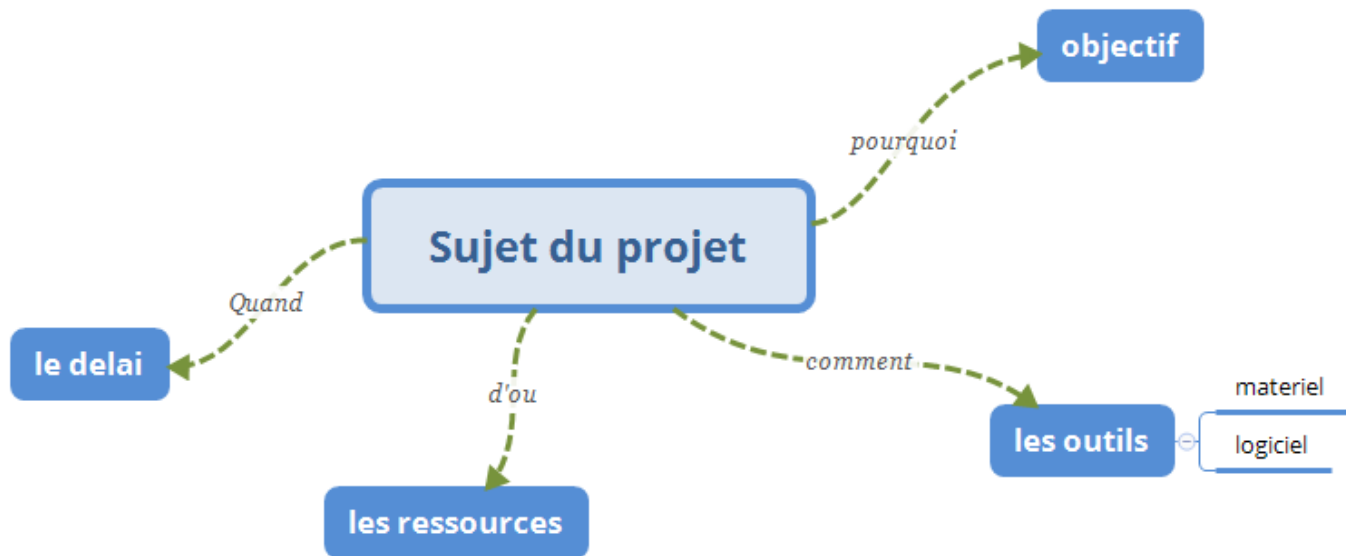 objectif
pourquoi
Sujet du projet
Quand
le delai
comment
d'ou
materiel
les outils
logiciel
les ressources